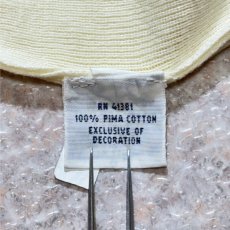 RN 41381
100% PIMA COTTON
EXCLUSIVE OF
DECORATION